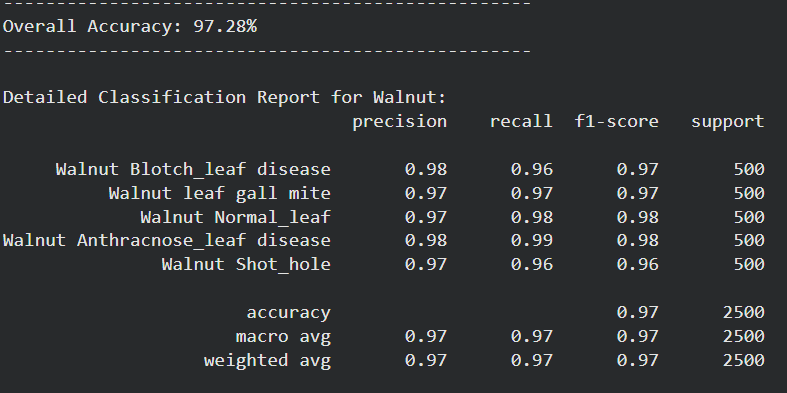 --------------------------------------------------
Overall Accuracy: 97.28%
--------------------------------------------------
Detailed Classification Report for Walnut:
precision recall f1-score support
Walnut Blotch_leaf disease 0.98 0.96 0.97 500
Walnut leaf gall mite 0.97 0.97 0.97 500
Walnut Normal_leaf 0.97 0.98 0.98 500
Walnut Anthracnose_leaf disease 0.98 0.99 0.98 500
Walnut Shot_hole 0.97 0.96 0.96 500
accuracy 0.97 2500
macro avg 0.97 0.97 0.97 2500
weighted avg 0.97 0.97 0.97 2500